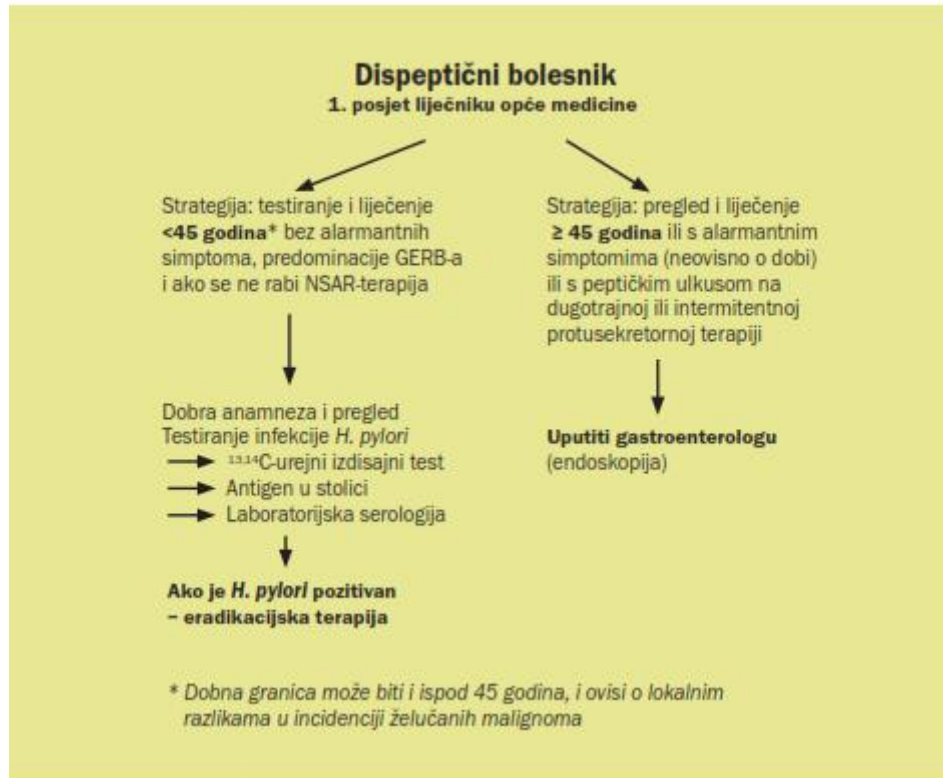 Dispeptični bolesnik
1. posjet liječniku opće medicine
Strategija: testiranje i liječenje
<45 godina* bez alarmantnih
simptoma, predominacije GERB-a
i ako se ne rabi NSAR-terapija
Dobra anamneza i pregled
Testiranje infekcije H. pylori
13,14C-urejni izdisajni test
Antigen u stolici
Laboratorijska serologija
Ako je H. pylori pozitivan
– eradikacijska terapija
Strategija: pregled i liječenje
≥ 45 godina ili s alarmantnim
simptomima (neovisno o dobi)
ili s peptičkim ulkusom na
dugotrajnoj ili intermitentnoj
protusekretornoj terapiji
Uputiti gastroenterologu
(endoskopija)
* Dobna granica može biti i ispod 45 godina, i ovisi o lokalnim
razlikama u incidenciji želučanih malignoma